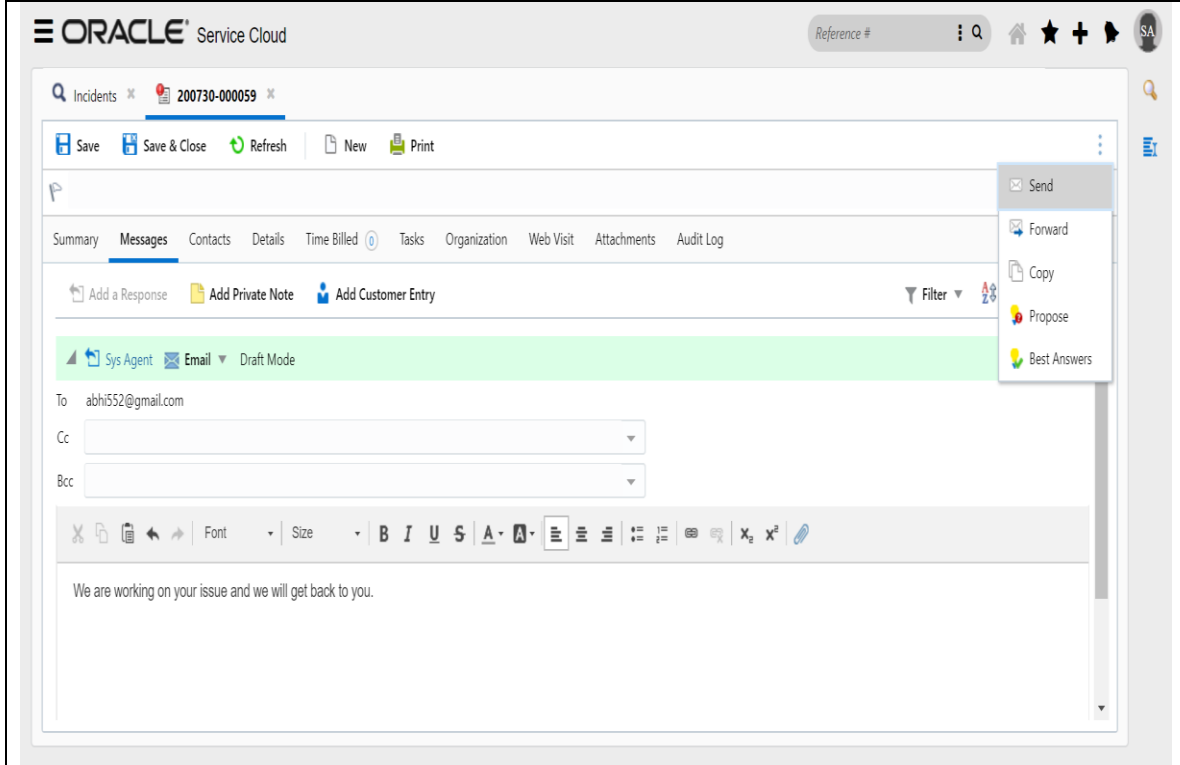 ORACLE Service Cloud
Reference #
SA
Incidents
200730-000059
Save Save & Close Refresh New Print
Send
Forward
Copy
Propose
Best Answers
Summary Messages Contacts Details Time Billed 0 Tasks Organization Web Visit Attachments Audit Log
Add a Response Add Private Note Add Customer Entry Filter
Sys Agent Email Draft Mode
To abhi552@gmail.com
Cc
Bcc
Font Size B I U S A A X₂ X²
We are working on your issue and we will get back to you.